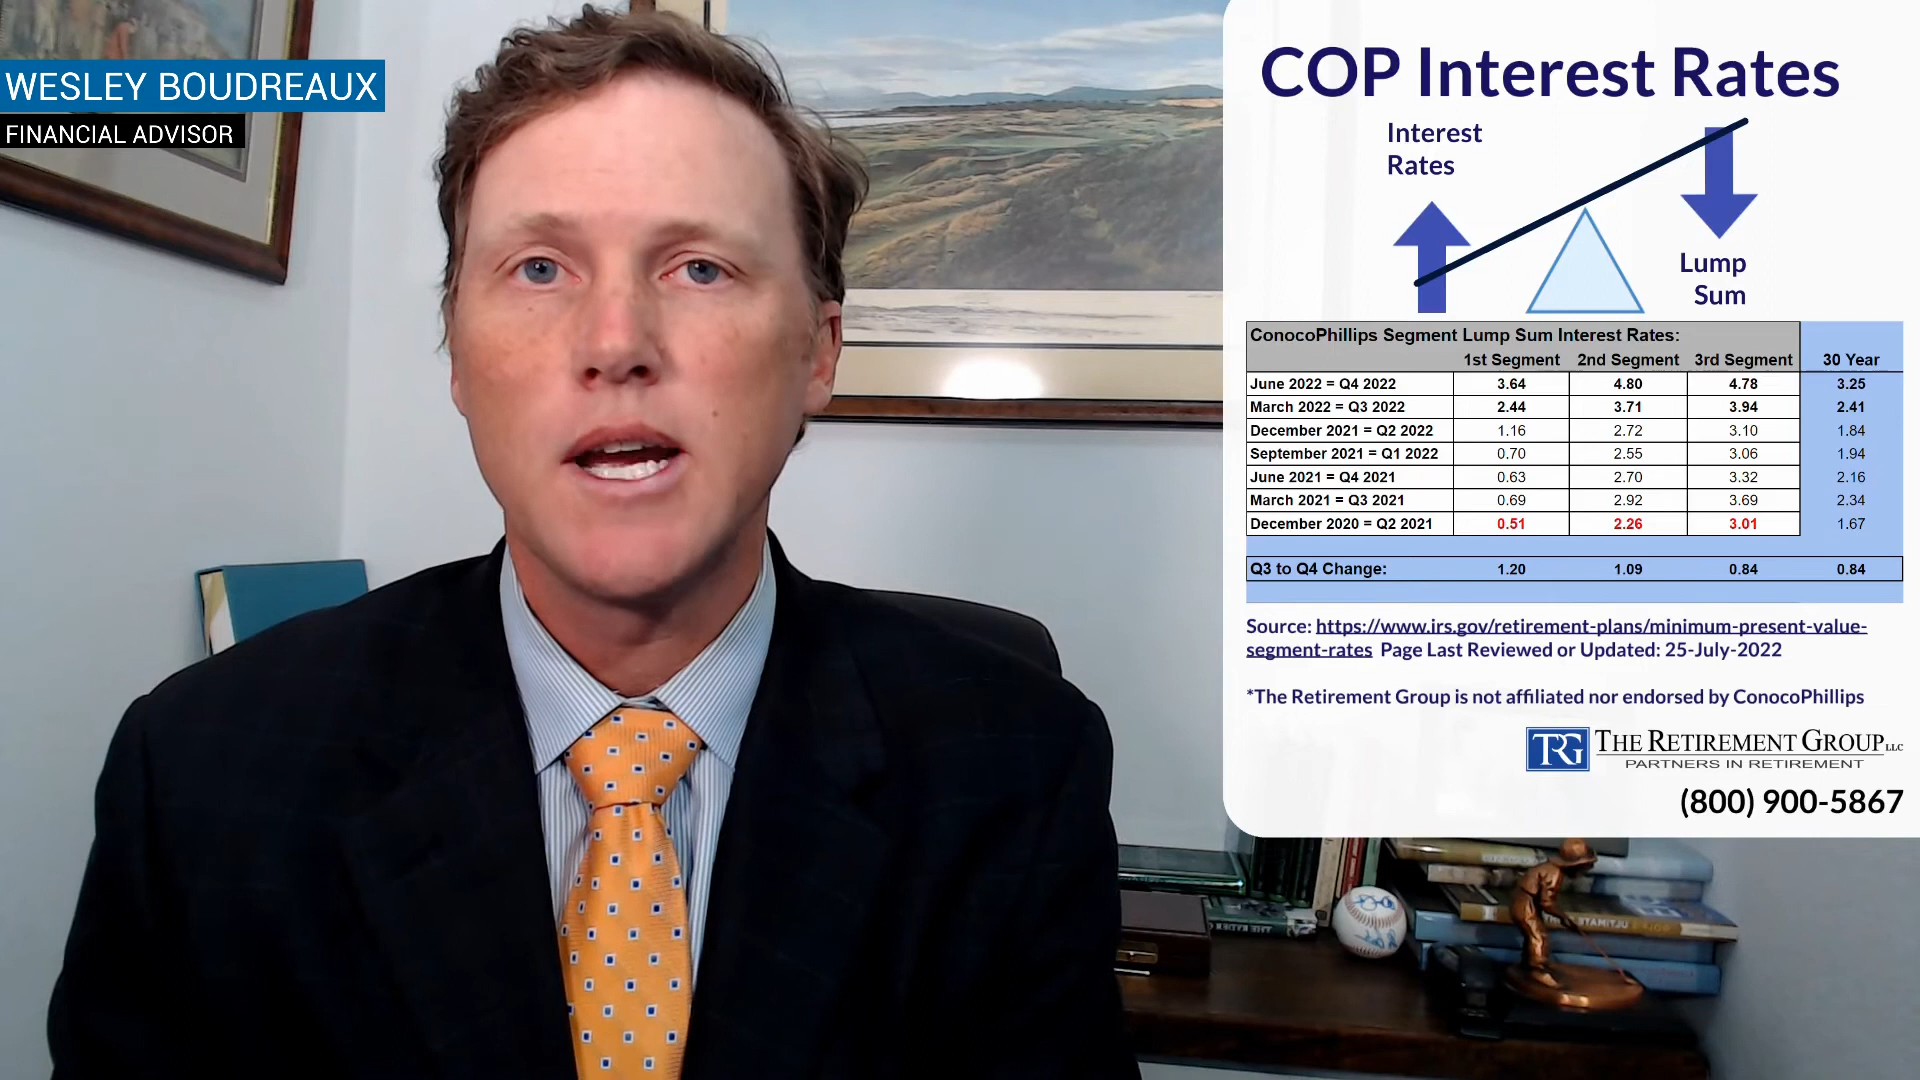 WESLEY BOUDREAUX
FINANCIAL ADVISOR
COP Interest Rates
Interest
Rates
Lump
Sum
ConocoPhillips Segment Lump Sum Interest Rates:
1st Segment 2nd Segment 3rd Segment 30 Year
June 2022 = Q4 2022 3.64 4.80 4.78 3.25
March 2022 = Q3 2022 2.44 3.71 3.94 2.41
December 2021 = Q2 2022 1.16 2.72 3.10 1.84
September 2021 = Q1 2022 0.70 2.55 3.06 1.94
June 2021 = Q4 2021 0.63 2.70 3.32 2.16
March 2021 = Q3 2021 0.69 2.92 3.69 2.34
December 2020 = Q2 2021 0.51 2.26 3.01 1.67
Q3 to Q4 Change: 1.20 1.09 0.84 0.84
Source: https://www.irs.gov/retirement-plans/minimum-present-value-
segment-rates Page Last Reviewed or Updated: 25-July-2022
*The Retirement Group is not affiliated nor endorsed by ConocoPhillips
TRG THE RETIREMENT GROUP LLC
PARTNERS IN RETIREMENT
(800) 900-5867